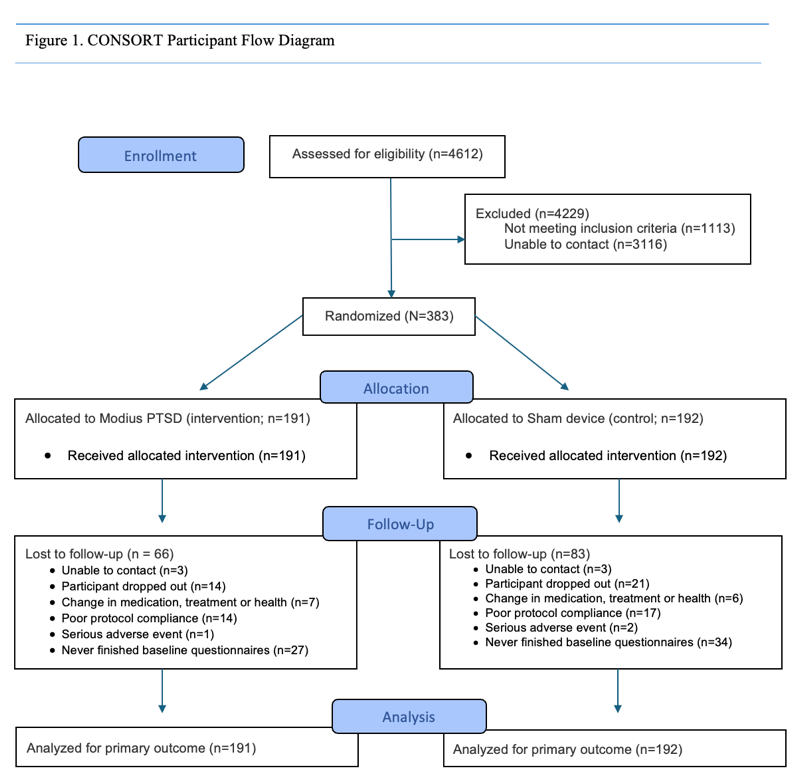 Figure 1. CONSORT Participant Flow Diagram
Enrollment
Assessed for eligibility (n=4612)
Excluded (n=4229)
Not meeting inclusion criteria (n=1113)
Unable to contact (n=3116)
Randomized (N=383)
Allocation
Allocated to Modius PTSD (intervention; n=191)
• Received allocated intervention (n=191)
Allocated to Sham device (control; n=192)
• Received allocated intervention (n=192)
Follow-Up
Lost to follow-up (n = 66)
• Unable to contact (n=3)
• Participant dropped out (n=14)
• Change in medication, treatment or health (n=7)
• Poor protocol compliance (n=14)
• Serious adverse event (n=1)
• Never finished baseline questionnaires (n=27)
Lost to follow-up (n=83)
• Unable to contact (n=3)
• Participant dropped out (n=21)
• Change in medication, treatment or health (n=6)
• Poor protocol compliance (n=17)
• Serious adverse event (n=2)
• Never finished baseline questionnaires (n=34)
Analysis
Analyzed for primary outcome (n=191)
Analyzed for primary outcome (n=192)